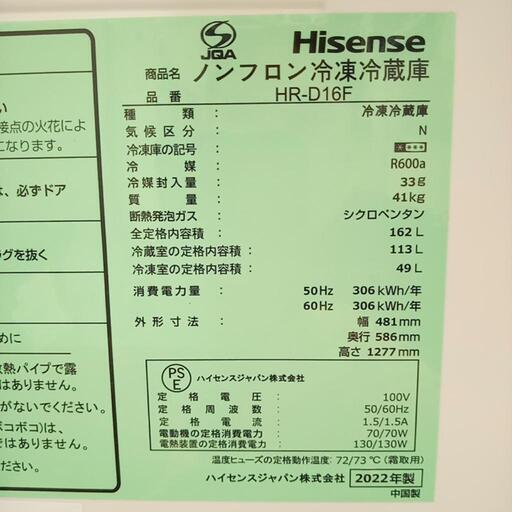 い
接点の火花によ
になります。
は、必ずドア
ラグを抜く
めに
放熱パイプで露
はありません。
がないでください。
ポコポコ)は、
ではありません。
ださい。
JQA
Hisense
商品名 ノンフロン冷凍冷蔵庫
品番 HR-D16F
種類 : 冷凍冷蔵庫
気候区分 : N
冷凍庫の記号 : ✱***
冷媒 : R600a
冷媒封入量 : 33g
質量 : 41kg
断熱発泡ガス : シクロペンタン
全定格内容積 : 162L
冷蔵室の定格内容積 : 113L
冷凍室の定格内容積 : 49L
消費電力量 : 50Hz 306kWh/年
60Hz 306kWh/年
外形寸法 : 幅 481mm
奥行 586mm
高さ 1277mm
PSE ハイセンスジャパン株式会社
定格電圧 : 100V
定格周波数 : 50/60Hz
定格電流 : 1.5/1.5A
電動機の定格消費電力 : 70/70W
電熱装置の定格消費電力 : 130/130W
温度ヒューズの定格動作温度: 72/73℃(霜取用)
ハイセンスジャパン株式会社 2022年製
中国製